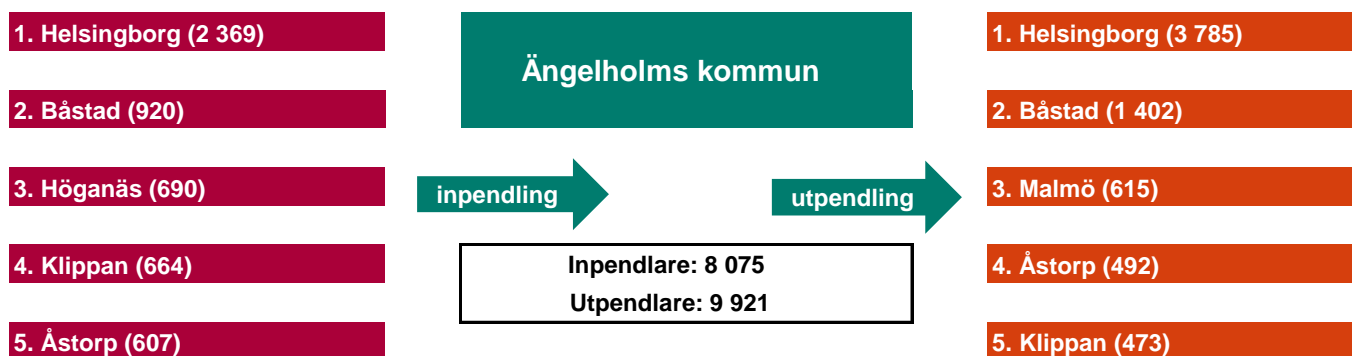 1. Helsingborg (2 369)
2. Båstad (920)
3. Höganäs (690)
4. Klippan (664)
5. Åstorp (607)
Ängelholms kommun
inpendling
utpendling
Inpendlare: 8 075
Utpendlare: 9 921
1. Helsingborg (3 785)
2. Båstad (1 402)
3. Malmö (615)
4. Åstorp (492)
5. Klippan (473)